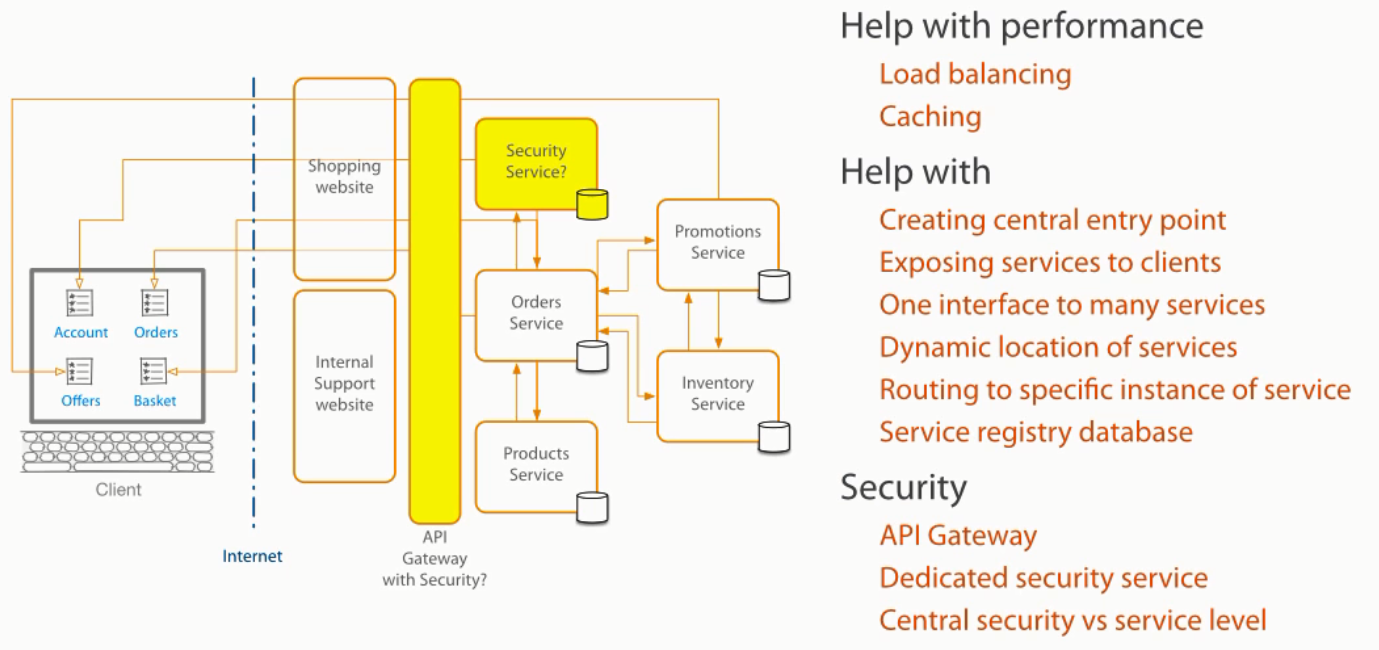 Shopping
website
Internal
Support
website
Security
Service?
Promotions
Service
Orders
Service
Inventory
Service
Products
Service
Account
Orders
Offers
Basket
Client
Internet
API
Gateway
with Security?
Help with performance
Load balancing
Caching
Help with
Creating central entry point
Exposing services to clients
One interface to many services
Dynamic location of services
Routing to specific instance of service
Service registry database
Security
API Gateway
Dedicated security service
Central security vs service level